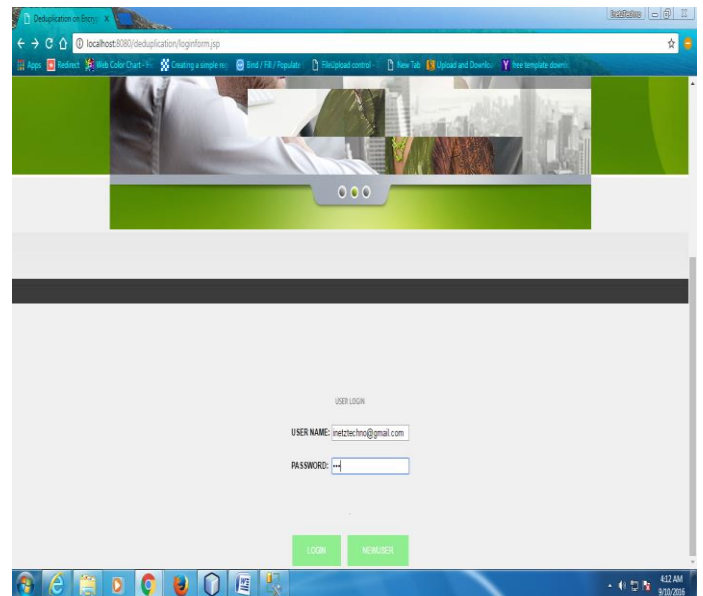 Deduplication on Encryp
localhost:8080/deduplication/loginform.jsp
Apps Redirect Web Color Chart - Creating a simple re Bind / Fill / Populate FileUpload control - New Tab Upload and Downlo free template downl
USER LOGIN
USER NAME: inetztechno@gmail.com
PASSWORD:
LOGIN NEWUSER
4:12 AM
9/10/2016